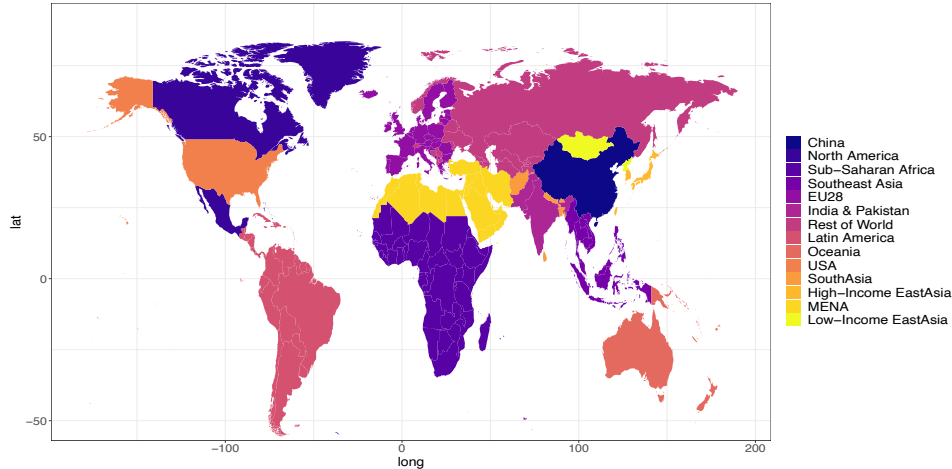 50
0
−50
lat
−100
0
100
200
long
China
North America
Sub−Saharan Africa
Southeast Asia
EU28
India & Pakistan
Rest of World
Latin America
Oceania
USA
SouthAsia
High−Income EastAsia
MENA
Low−Income EastAsia